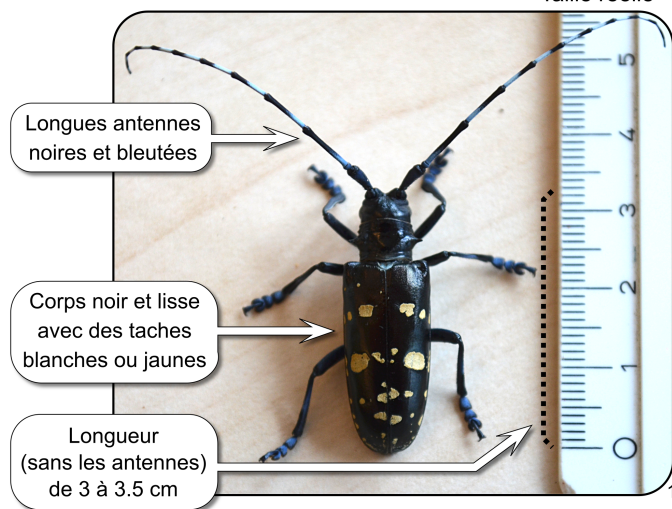 Longues antennes
noires et bleutées
Corps noir et lisse
avec des taches
blanches ou jaunes
Longueur
(sans les antennes)
de 3 à 3.5 cm
5
4
3
2
1
0